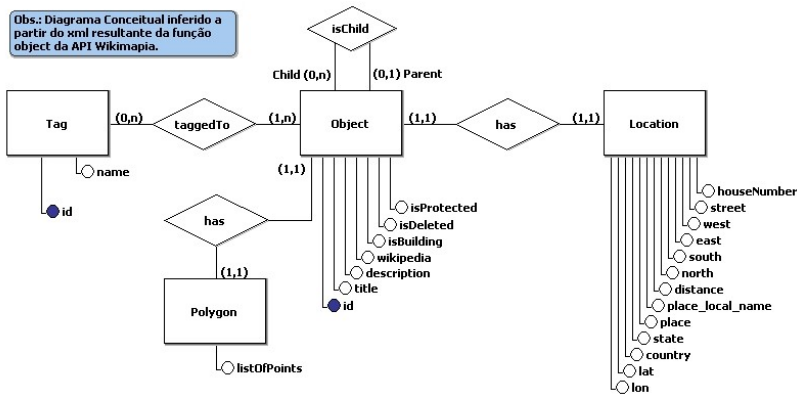 Obs.: Diagrama Conceitual inferido a
partir do xml resultante da função
object da API Wikimapia.
isChild
Child (0,n)
(0,1) Parent
Tag
(0,n)
taggedTo
(1,n)
Object
(1,1)
has
(1,1)
Location
name
id
(1,1)
has
(1,1)
Polygon
listOfPoints
isProtected
isDeleted
isBuilding
wikipedia
description
title
id
houseNumber
street
west
east
south
north
distance
place_local_name
place
state
country
lat
lon